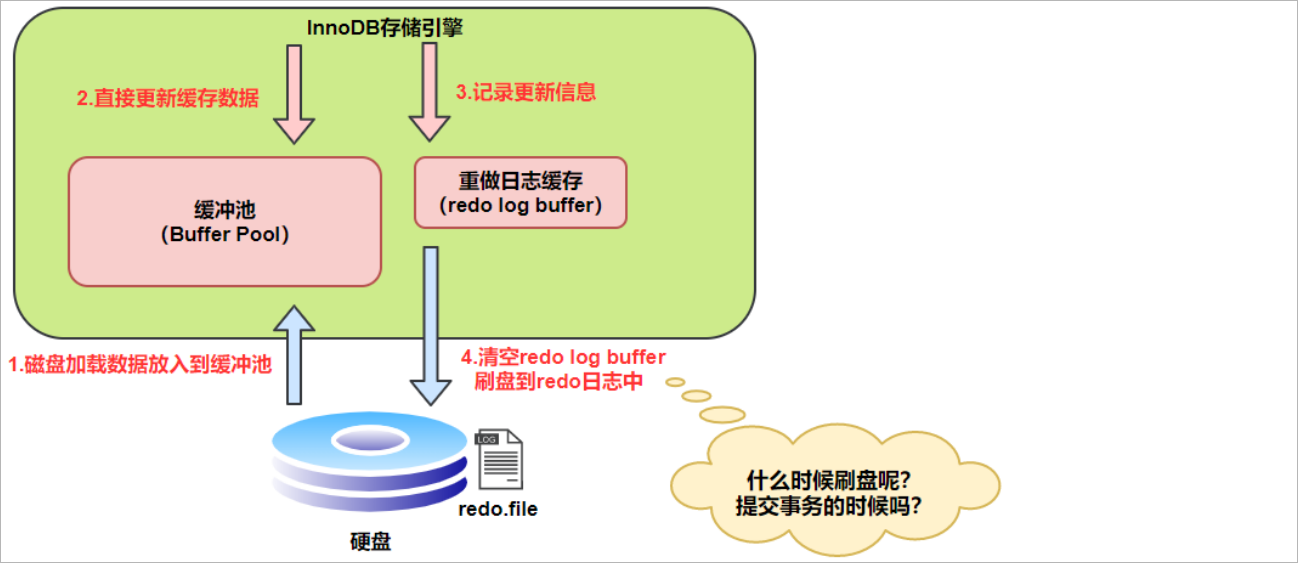 InnoDB存储引擎
2.直接更新缓存数据
3.记录更新信息
缓冲池
（Buffer Pool）
重做日志缓存
（redo log buffer）
1.磁盘加载数据放入到缓冲池
4.清空redo log buffer
刷盘到redo日志中
LOG
redo.file
硬盘
什么时候刷盘呢？
提交事务的时候吗？